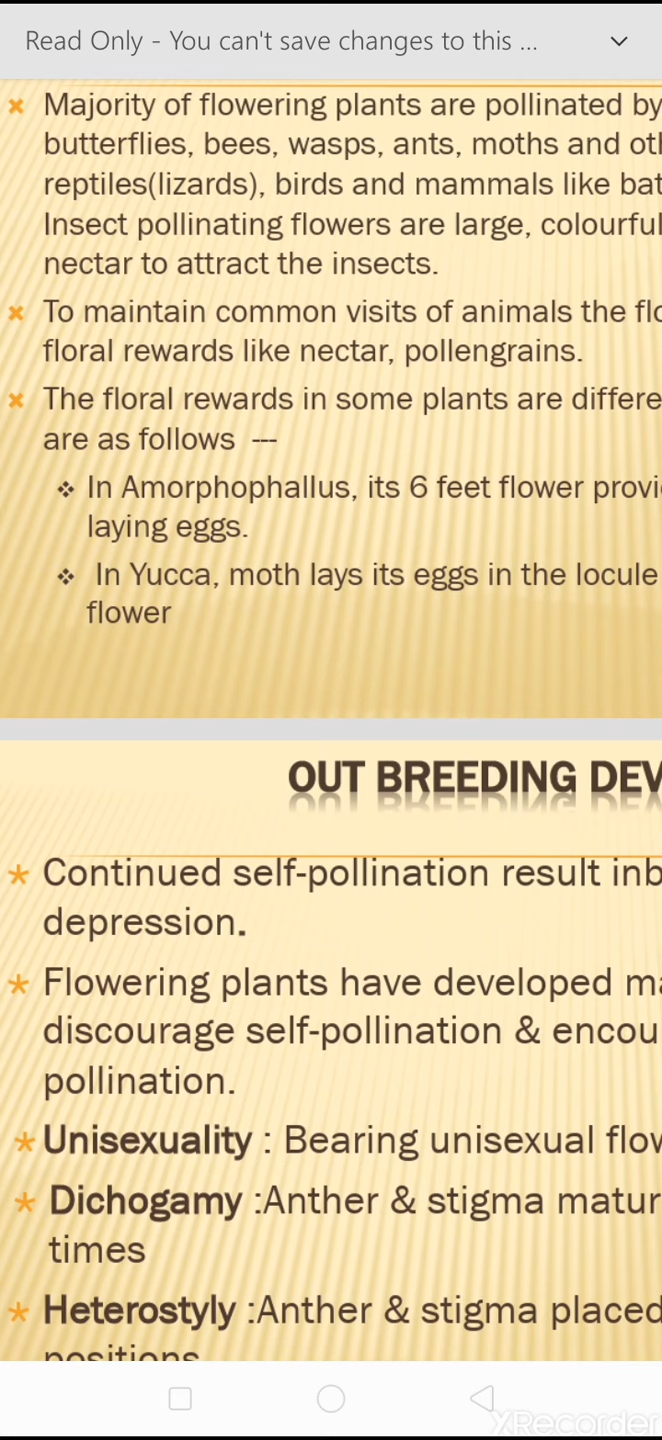 Read Only - You can't save changes to this ...
Majority of flowering plants are pollinated by
butterflies, bees, wasps, ants, moths and oth
reptiles(lizards), birds and mammals like bat
Insect pollinating flowers are large, colourful
nectar to attract the insects.
To maintain common visits of animals the flo
floral rewards like nectar, pollengrains.
The floral rewards in some plants are differe
are as follows ---
In Amorphophallus, its 6 feet flower provi
laying eggs.
In Yucca, moth lays its eggs in the locule
flower
OUT BREEDING DEV
Continued self-pollination result inb
depression.
Flowering plants have developed ma
discourage self-pollination & encou
pollination.
Unisexuality : Bearing unisexual flow
Dichogamy :Anther & stigma matur
times
Heterostyly :Anther & stigma placed
positions
XRecorder